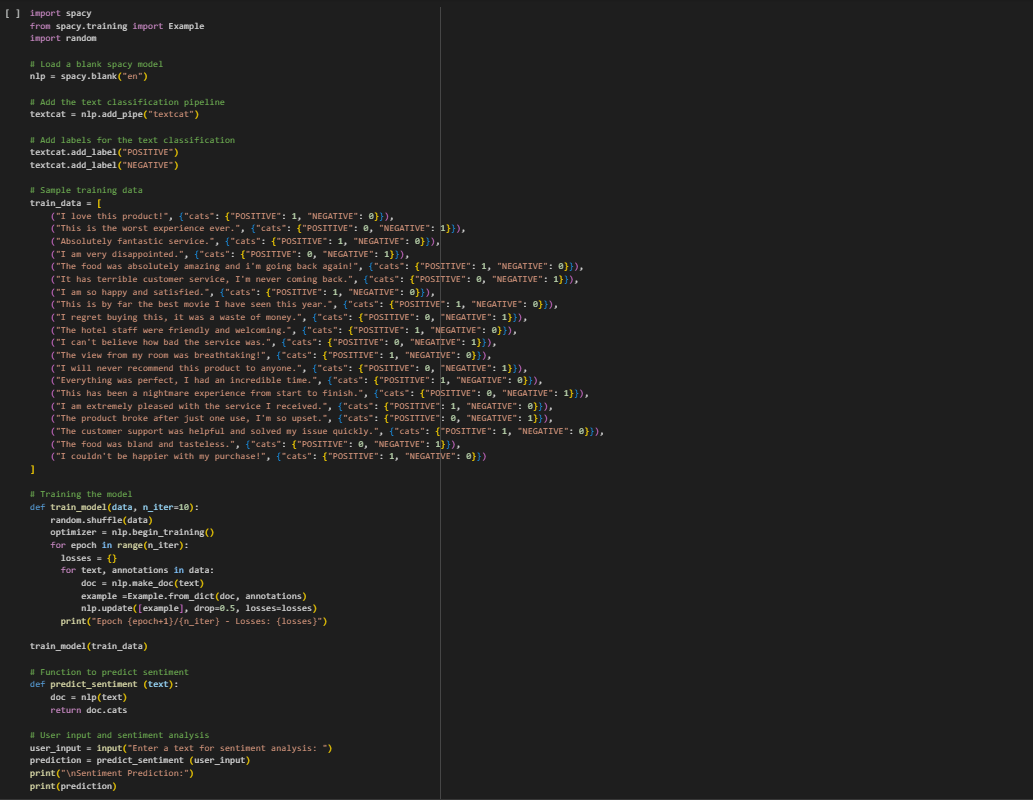 [ ] import spacy
from spacy.training import Example
import random
# Load a blank spacy model
nlp = spacy.blank("en")
# Add the text classification pipeline
textcat = nlp.add_pipe("textcat")
# Add labels for the text classification
textcat.add_label("POSITIVE")
textcat.add_label("NEGATIVE")
# Sample training data
train_data = [
("I love this product!", {"cats": {"POSITIVE": 1, "NEGATIVE": 0}}),
("This is the worst experience ever.", {"cats": {"POSITIVE": 0, "NEGATIVE": 1}}),
("Absolutely fantastic service.", {"cats": {"POSITIVE": 1, "NEGATIVE": 0}}),
("I am very disappointed.", {"cats": {"POSITIVE": 0, "NEGATIVE": 1}}),
("The food was absolutely amazing and i'm going back again!", {"cats": {"POSITIVE": 1, "NEGATIVE": 0}}),
("It has terrible customer service, I'm never coming back.", {"cats": {"POSITIVE": 0, "NEGATIVE": 1}}),
("I am so happy and satisfied.", {"cats": {"POSITIVE": 1, "NEGATIVE": 0}}),
("This is by far the best movie I have seen this year.", {"cats": {"POSITIVE": 1, "NEGATIVE": 0}}),
("I regret buying this, it was a waste of money.", {"cats": {"POSITIVE": 0, "NEGATIVE": 1}}),
("The hotel staff were friendly and welcoming.", {"cats": {"POSITIVE": 1, "NEGATIVE": 0}}),
("I can't believe how bad the service was.", {"cats": {"POSITIVE": 0, "NEGATIVE": 1}}),
("The view from my room was breathtaking!", {"cats": {"POSITIVE": 1, "NEGATIVE": 0}}),
("I will never recommend this product to anyone.", {"cats": {"POSITIVE": 0, "NEGATIVE": 1}}),
("Everything was perfect, I had an incredible time.", {"cats": {"POSITIVE": 1, "NEGATIVE": 0}}),
("This has been a nightmare experience from start to finish.", {"cats": {"POSITIVE": 0, "NEGATIVE": 1}}),
("I am extremely pleased with the service I received.", {"cats": {"POSITIVE": 1, "NEGATIVE": 0}}),
("The product broke after just one use, I'm so upset.", {"cats": {"POSITIVE": 0, "NEGATIVE": 1}}),
("The customer support was helpful and solved my issue quickly.", {"cats": {"POSITIVE": 1, "NEGATIVE": 0}}),
("The food was bland and tasteless.", {"cats": {"POSITIVE": 0, "NEGATIVE": 1}}),
("I couldn't be happier with my purchase!", {"cats": {"POSITIVE": 1, "NEGATIVE": 0}})
]
# Training the model
def train_model(data, n_iter=10):
random.shuffle(data)
optimizer = nlp.begin_training()
for epoch in range(n_iter):
losses = {}
for text, annotations in data:
doc = nlp.make_doc(text)
example =Example.from_dict(doc, annotations)
nlp.update([example], drop=0.5, losses=losses)
print("Epoch {epoch+1}/{n_iter} - Losses: {losses}")
train_model(train_data)
# Function to predict sentiment
def predict_sentiment (text):
doc = nlp(text)
return doc.cats
# User input and sentiment analysis
user_input = input("Enter a text for sentiment analysis: ")
prediction = predict_sentiment (user_input)
print("\nSentiment Prediction:")
print(prediction)